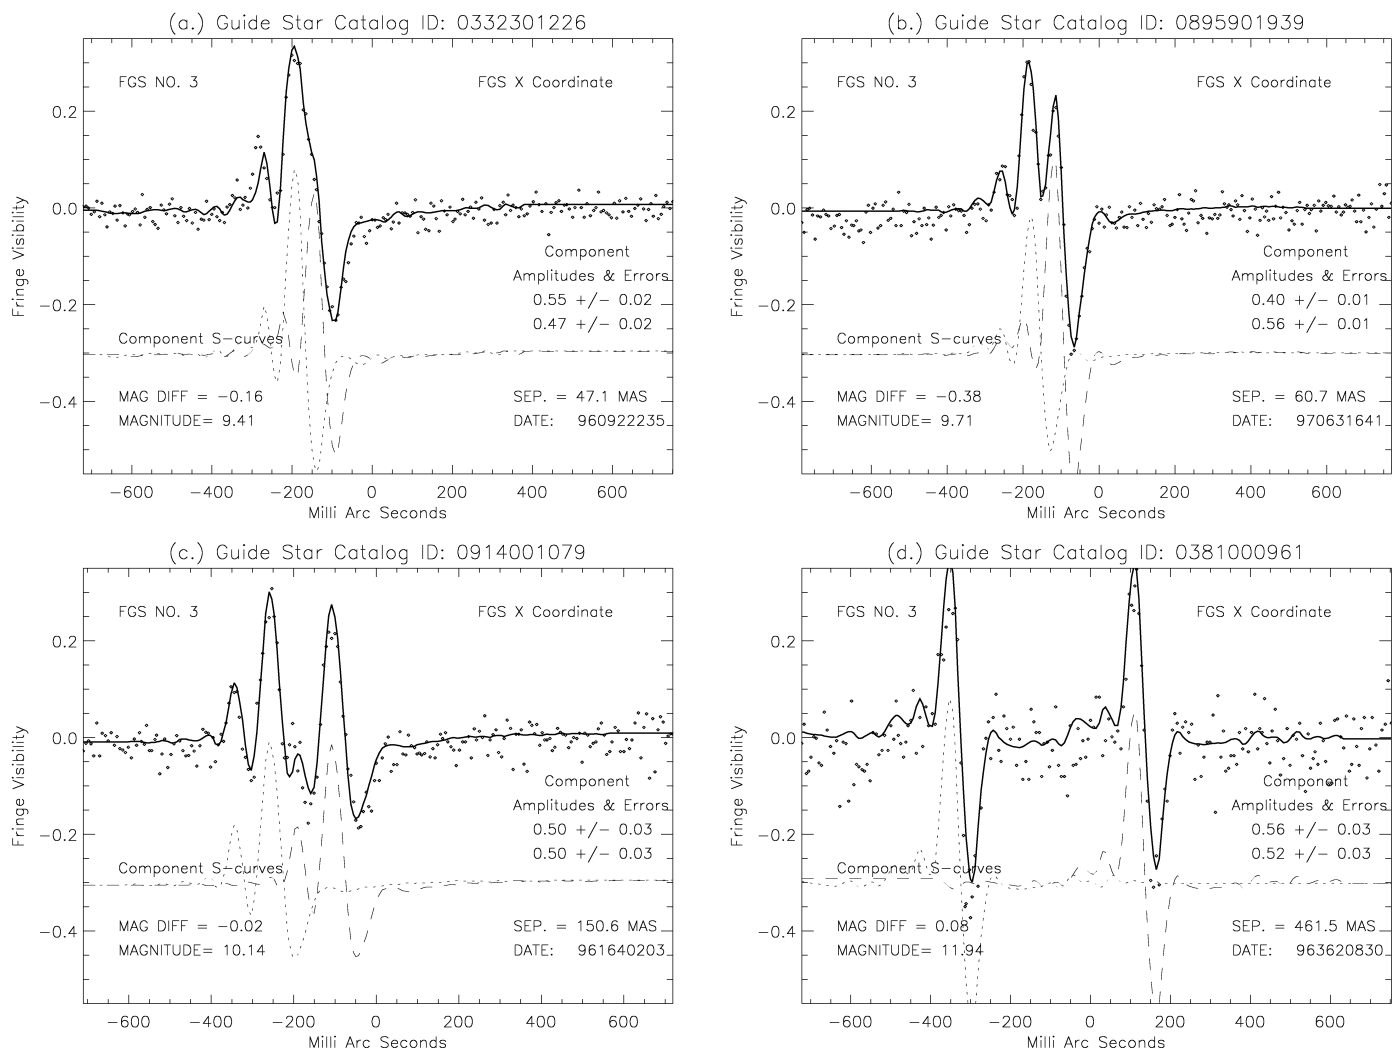 (a.) Guide Star Catalog ID: 0332301226
FGS NO. 3
FGS X Coordinate
0.2
0.0
−0.2
−0.4
Fringe Visibility
Component
Amplitudes & Errors
0.55 +/− 0.02
0.47 +/− 0.02
Component S−curves
MAG DIFF = −0.16
SEP. = 47.1 MAS
MAGNITUDE= 9.41
DATE: 960922235
−600 −400 −200 0 200 400 600
Milli Arc Seconds
(b.) Guide Star Catalog ID: 0895901939
FGS NO. 3
FGS X Coordinate
0.2
0.0
−0.2
−0.4
Fringe Visibility
Component
Amplitudes & Errors
0.40 +/− 0.01
0.56 +/− 0.01
Component S−curves
MAG DIFF = −0.38
SEP. = 60.7 MAS
MAGNITUDE= 9.71
DATE: 970631641
−600 −400 −200 0 200 400 600
Milli Arc Seconds
(c.) Guide Star Catalog ID: 0914001079
FGS NO. 3
FGS X Coordinate
0.2
0.0
−0.2
−0.4
Fringe Visibility
Component
Amplitudes & Errors
0.50 +/− 0.03
0.50 +/− 0.03
Component S−curves
MAG DIFF = −0.02
SEP. = 150.6 MAS
MAGNITUDE= 10.14
DATE: 961640203
−600 −400 −200 0 200 400 600
Milli Arc Seconds
(d.) Guide Star Catalog ID: 0381000961
FGS NO. 3
FGS X Coordinate
0.2
0.0
−0.2
−0.4
Fringe Visibility
Component
Amplitudes & Errors
0.56 +/− 0.03
0.52 +/− 0.03
Component S−curves
MAG DIFF = 0.08
SEP. = 461.5 MAS
MAGNITUDE= 11.94
DATE: 963620830
−600 −400 −200 0 200 400 600
Milli Arc Seconds